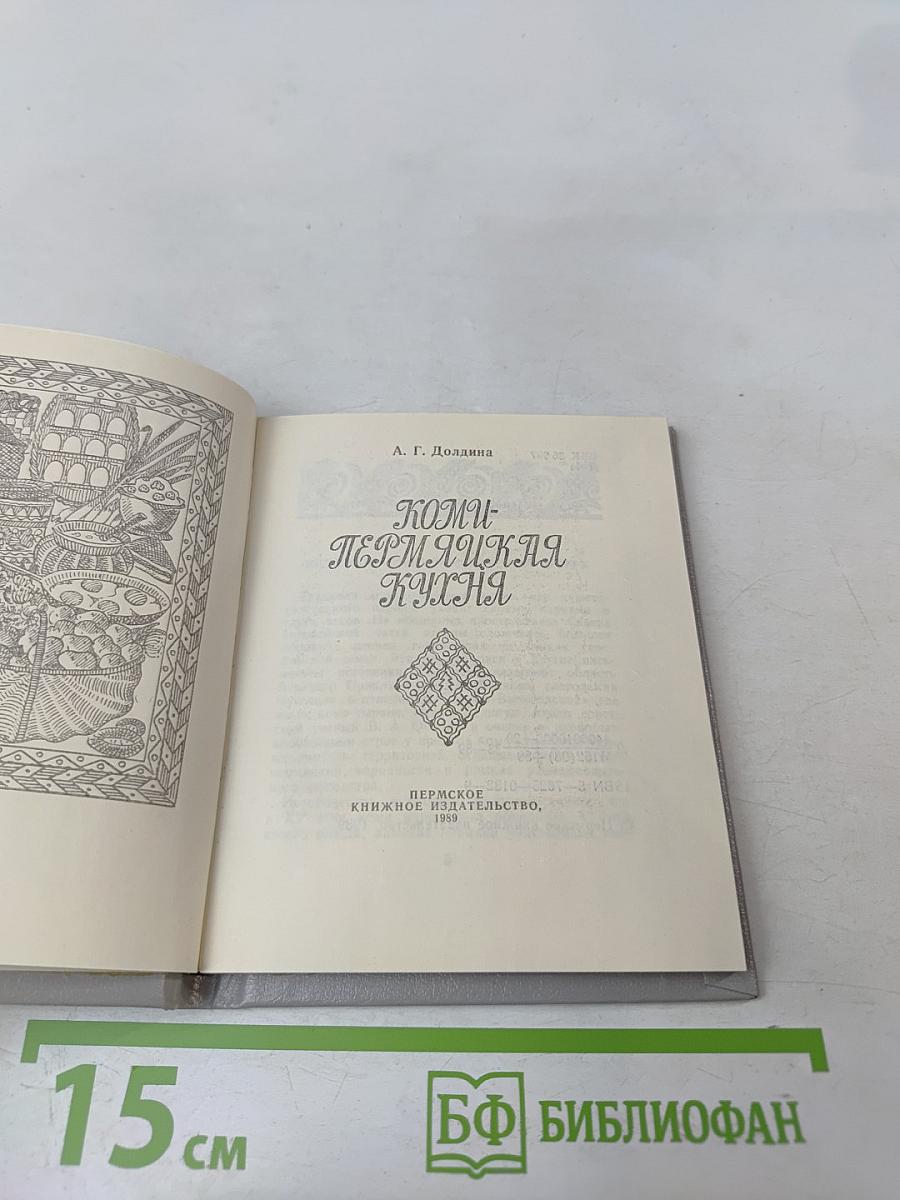 А. Г. Долдина
КОМИ-
ПЕРМЯЦКАЯ
КУХНЯ
ПЕРМСКОЕ
КНИЖНОЕ ИЗДАТЕЛЬСТВО,
1989
15 см
БФ БИБЛИОФАН